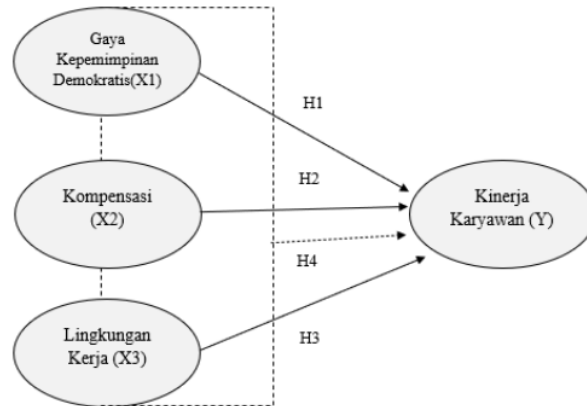 Gaya
Kepemimpinan
Demokratis(X1)
H1
Kompensasi
(X2)
H2
Kinerja
Karyawan (Y)
H4
Lingkungan
Kerja (X3)
H3